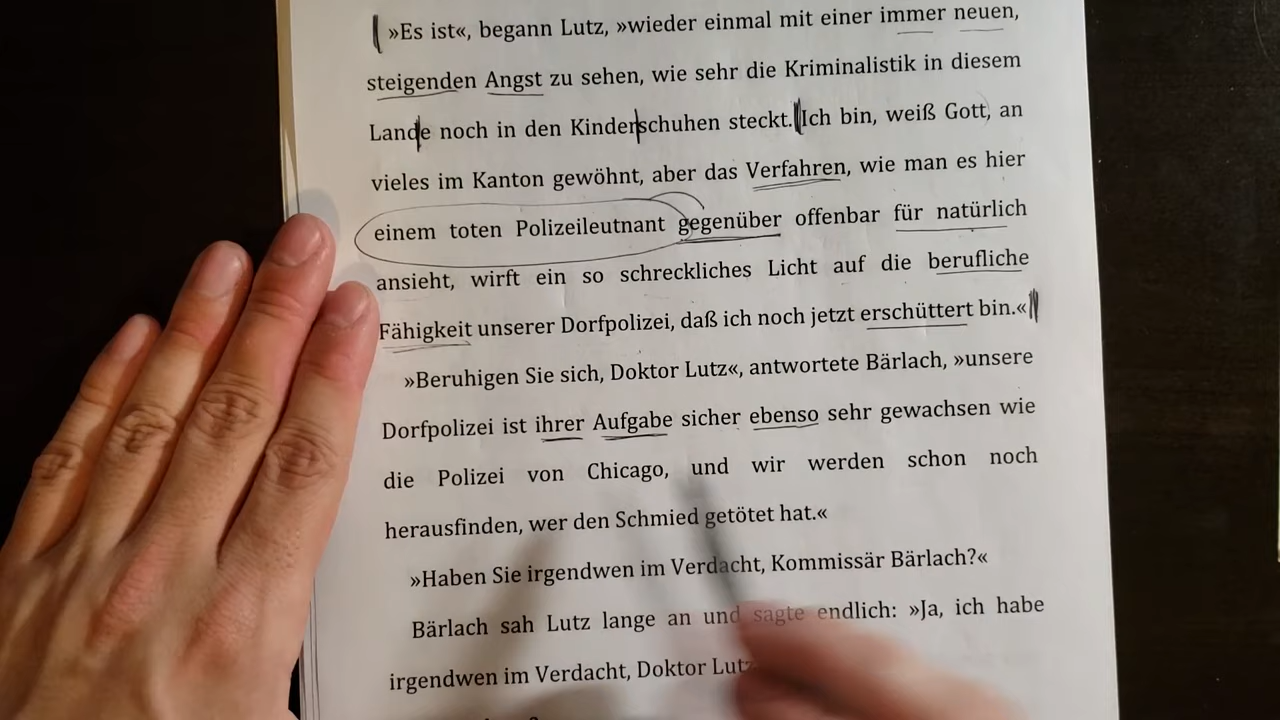 »Es ist«, begann Lutz, »wieder einmal mit einer immer neuen,
steigenden Angst zu sehen, wie sehr die Kriminalistik in diesem
Lande noch in den Kinderschuhen steckt. Ich bin, weiß Gott, an
vieles im Kanton gewöhnt, aber das Verfahren, wie man es hier
einem toten Polizeileutnant gegenüber offenbar für natürlich
ansieht, wirft ein so schreckliches Licht auf die berufliche
Fähigkeit unserer Dorfpolizei, daß ich noch jetzt erschüttert bin.«
»Beruhigen Sie sich, Doktor Lutz«, antwortete Bärlach, »unsere
Dorfpolizei ist ihrer Aufgabe sicher ebenso sehr gewachsen wie
die Polizei von Chicago, und wir werden schon noch
herausfinden, wer den Schmied getötet hat.«
»Haben Sie irgendwen im Verdacht, Kommissär Bärlach?«
Bärlach sah Lutz lange an und sagte endlich: »Ja, ich habe
irgendwen im Verdacht, Doktor Lutz